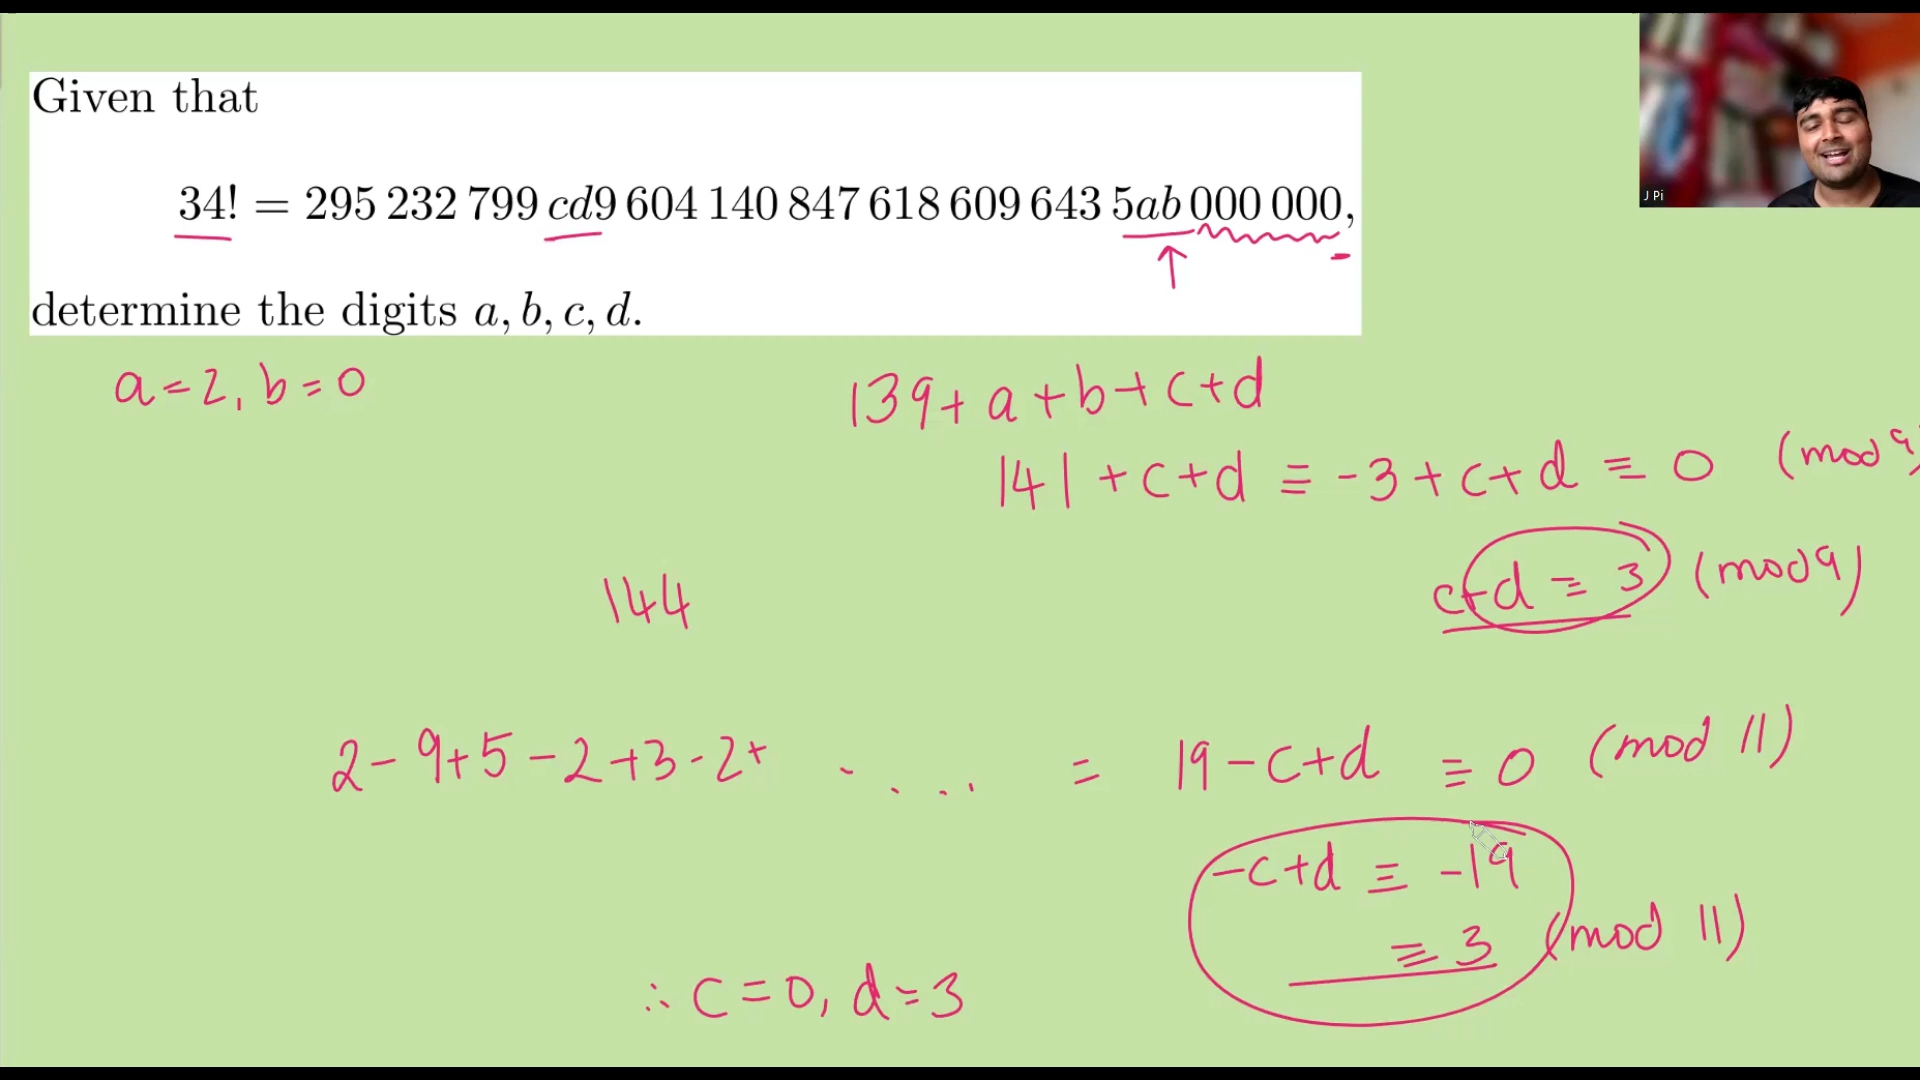 Given that
34! = 295 232 799 cd9 604 140 847 618 609 643 5ab 000 000,
determine the digits a, b, c, d.
J Pi
a = 2, b = 0
139 + a + b + c + d
141 + c + d ≡ -3 + c + d ≡ 0 (mod 9)
c + d ≡ 3 (mod 9)
144
2 - 9 + 5 - 2 + 3 - 2 + ..... = 19 - c + d ≡ 0 (mod 11)
-c + d ≡ -19
≡ 3 (mod 11)
∴ c = 0, d = 3